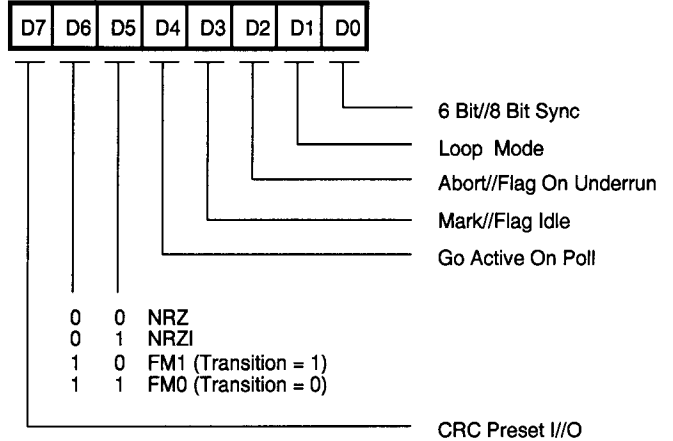 D7 D6 D5 D4 D3 D2 D1 D0
6 Bit//8 Bit Sync
Loop Mode
Abort//Flag On Underrun
Mark//Flag Idle
Go Active On Poll
0 0 NRZ
0 1 NRZI
1 0 FM1 (Transition = 1)
1 1 FM0 (Transition = 0)
CRC Preset I//O